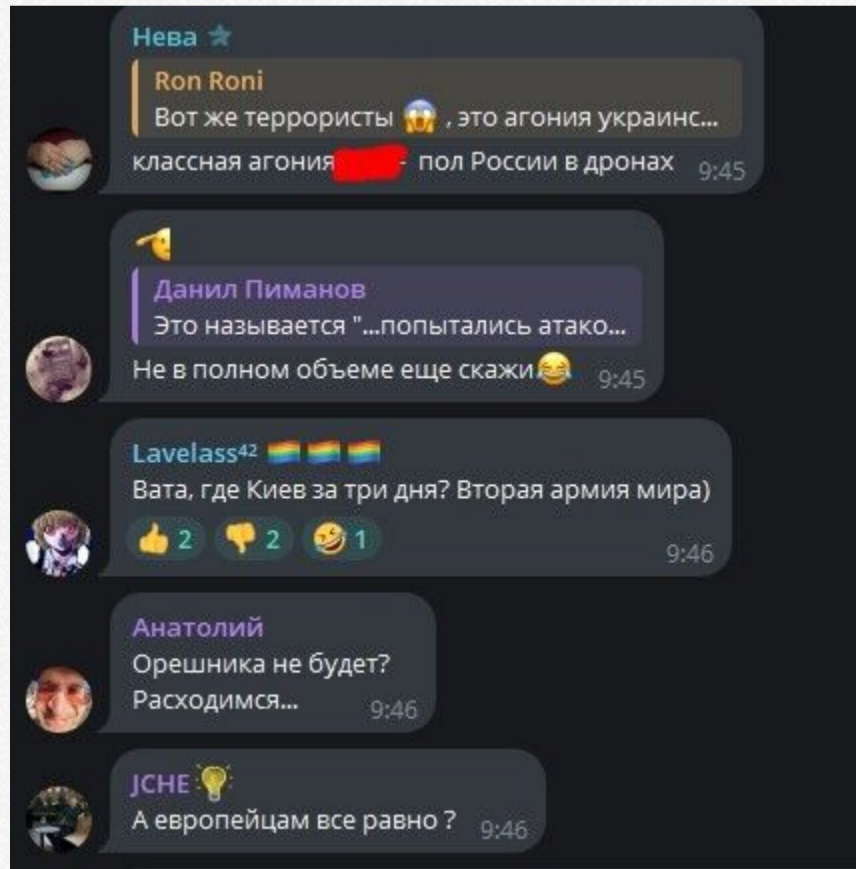 Нева
Ron Roni
Вот же террористы 😱 , это агония украинс...
классная агония - пол России в дронах 9:45
🫡
Данил Пиманов
Это называется "...попытались атако...
Не в полном объеме еще скажи😂 9:45
Lavelass⁴² 🏳️‍🌈🏳️‍🌈🏳️‍🌈
Вата, где Киев за три дня? Вторая армия мира)
👍 2 👎 2 🤣 1 9:46
Анатолий
Орешника не будет?
Расходимся... 9:46
JCHE💡
А европейцам все равно ? 9:46